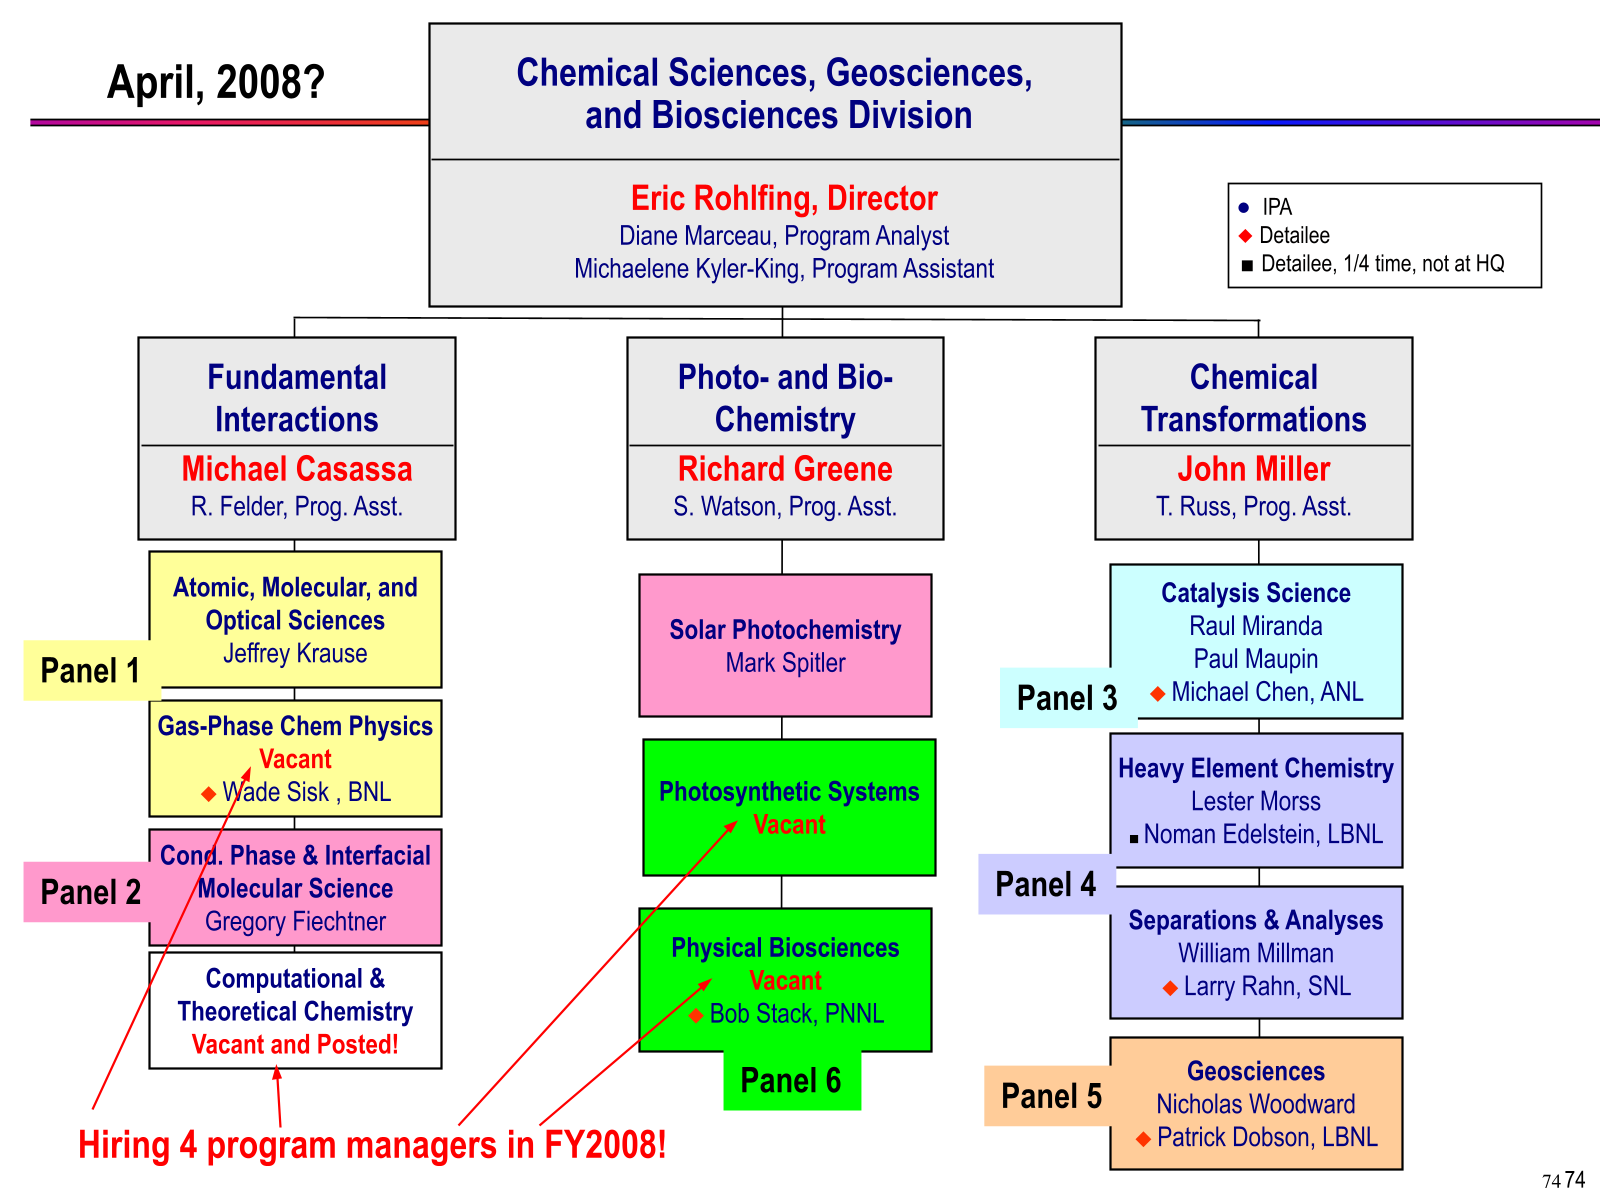 April, 2008?
Chemical Sciences, Geosciences,
and Biosciences Division
Eric Rohlfing, Director
Diane Marceau, Program Analyst
Michaelene Kyler-King, Program Assistant
IPA
Detailee
Detailee, 1/4 time, not at HQ
Fundamental
Interactions
Michael Casassa
R. Felder, Prog. Asst.
Atomic, Molecular, and
Optical Sciences
Jeffrey Krause
Panel 1
Gas-Phase Chem Physics
Vacant
Wade Sisk , BNL
Cond. Phase & Interfacial
Molecular Science
Gregory Fiechtner
Panel 2
Computational &
Theoretical Chemistry
Vacant and Posted!
Photo- and Bio-
Chemistry
Richard Greene
S. Watson, Prog. Asst.
Solar Photochemistry
Mark Spitler
Photosynthetic Systems
Vacant
Physical Biosciences
Vacant
Bob Stack, PNNL
Panel 6
Chemical
Transformations
John Miller
T. Russ, Prog. Asst.
Catalysis Science
Raul Miranda
Paul Maupin
Michael Chen, ANL
Panel 3
Heavy Element Chemistry
Lester Morss
Noman Edelstein, LBNL
Panel 4
Separations & Analyses
William Millman
Larry Rahn, SNL
Geosciences
Nicholas Woodward
Patrick Dobson, LBNL
Panel 5
Hiring 4 program managers in FY2008!
74 74